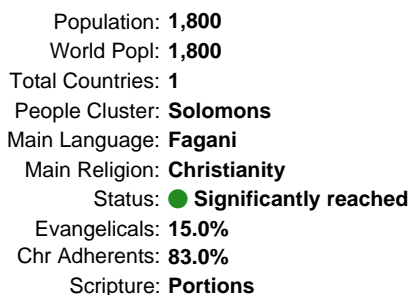 Population: 1,800
World Popl: 1,800
Total Countries: 1
People Cluster: Solomons
Main Language: Fagani
Main Religion: Christianity
Status: Significantly reached
Evangelicals: 15.0%
Chr Adherents: 83.0%
Scripture: Portions